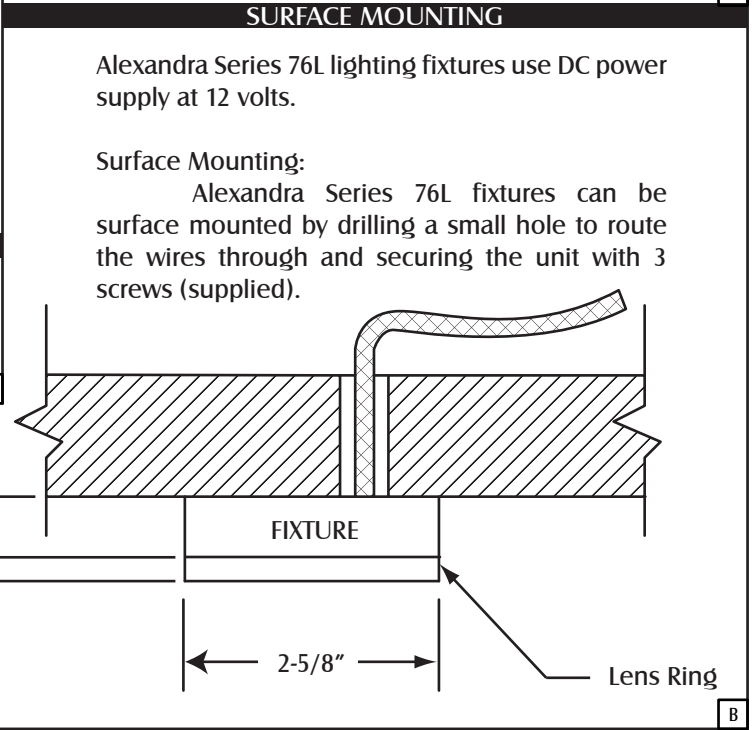 SURFACE MOUNTING
Alexandra Series 76L lighting fixtures use DC power
supply at 12 volts.
Surface Mounting:
Alexandra Series 76L fixtures can be
surface mounted by drilling a small hole to route
the wires through and securing the unit with 3
screws (supplied).
FIXTURE
2-5/8"
Lens Ring
B